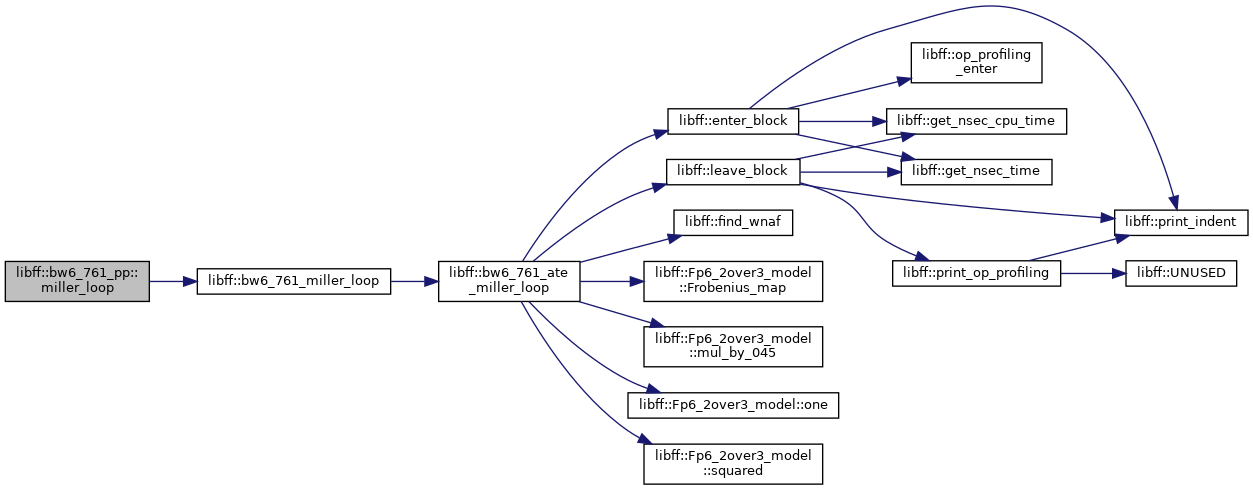 libff::bw6_761_pp::
miller_loop
libff::bw6_761_miller_loop
libff::bw6_761_ate
_miller_loop
libff::enter_block
libff::leave_block
libff::find_wnaf
libff::Fp6_2over3_model
::Frobenius_map
libff::Fp6_2over3_model
::mul_by_045
libff::Fp6_2over3_model::one
libff::Fp6_2over3_model
::squared
libff::op_profiling
_enter
libff::get_nsec_cpu_time
libff::get_nsec_time
libff::print_op_profiling
libff::print_indent
libff::UNUSED